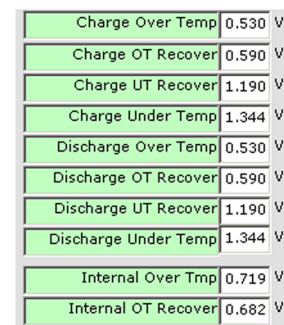 Charge Over Temp 0.530 V
Charge OT Recover 0.590 V
Charge UT Recover 1.190 V
Charge Under Temp 1.344 V
Discharge Over Temp 0.530 V
Discharge OT Recover 0.590 V
Discharge UT Recover 1.190 V
Discharge Under Temp 1.344 V
Internal Over Tmp 0.719 V
Internal OT Recover 0.682 V